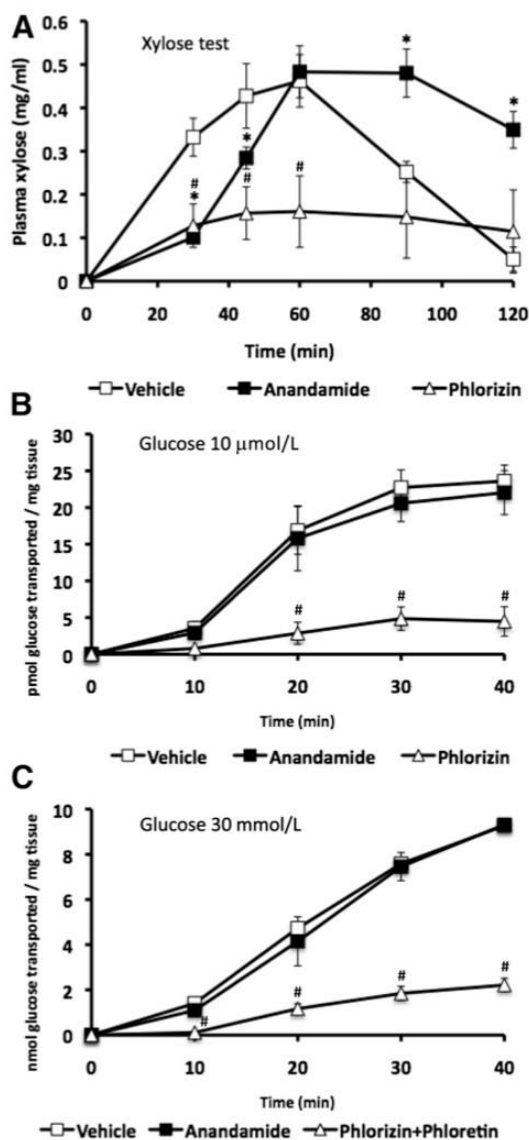 A
Xylose test
Plasma xylose (mg/ml)
0.6
0.5
0.4
0.3
0.2
0.1
0
*
*
*
#
*
#
#
0 20 40 60 80 100 120
Time (min)
Vehicle Anandamide Phlorizin
B
Glucose 10 μmol/L
pmol glucose transported / mg tissue
30
25
20
15
10
5
0
# # #
0 10 20 30 40
Time (min)
Vehicle Anandamide Phlorizin
C
Glucose 30 mmol/L
nmol glucose transported / mg tissue
10
8
6
4
2
0
# # # #
0 10 20 30 40
Time (min)
Vehicle Anandamide Phlorizin+Phloretin